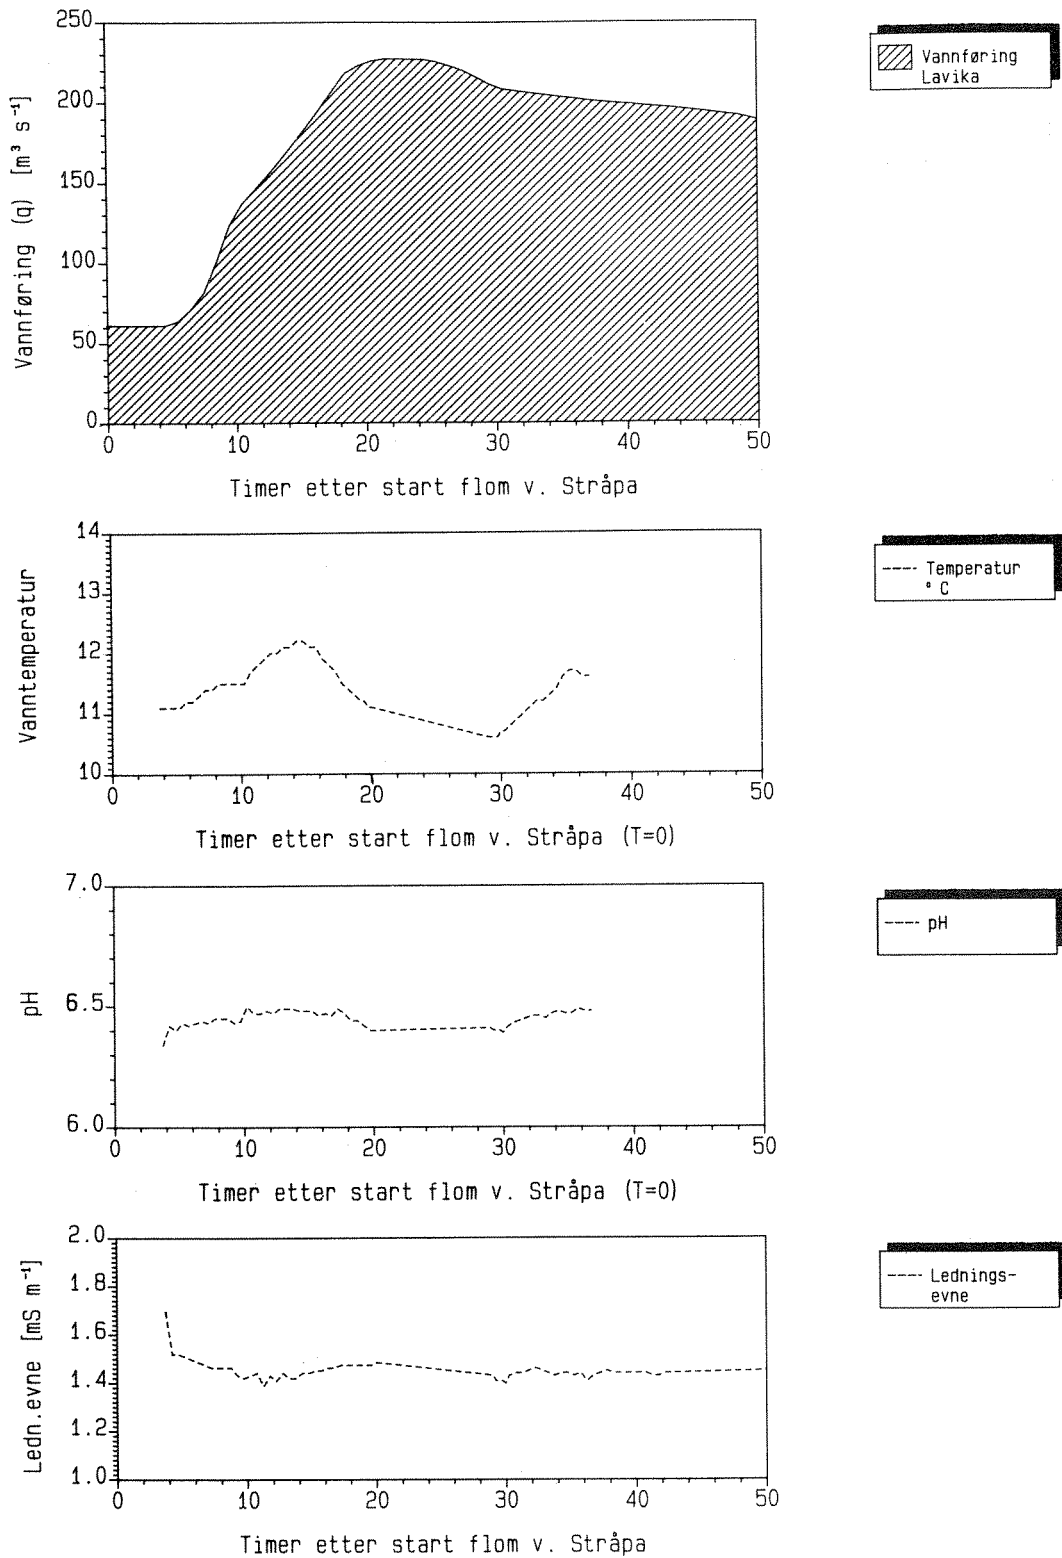 Vannføring (q) [m³ s⁻¹]
250
200
150
100
50
0
0 10 20 30 40 50
Timer etter start flom v. Stråpa
Vannføring
Lavika
Vanntemperatur
14
13
12
11
10
0 10 20 30 40 50
Timer etter start flom v. Stråpa (T=0)
Temperatur
° C
pH
7.0
6.5
6.0
0 10 20 30 40 50
Timer etter start flom v. Stråpa (T=0)
pH
Ledn.evne [mS m⁻¹]
2.0
1.8
1.6
1.4
1.2
1.0
0 10 20 30 40 50
Timer etter start flom v. Stråpa
Lednings-
evne